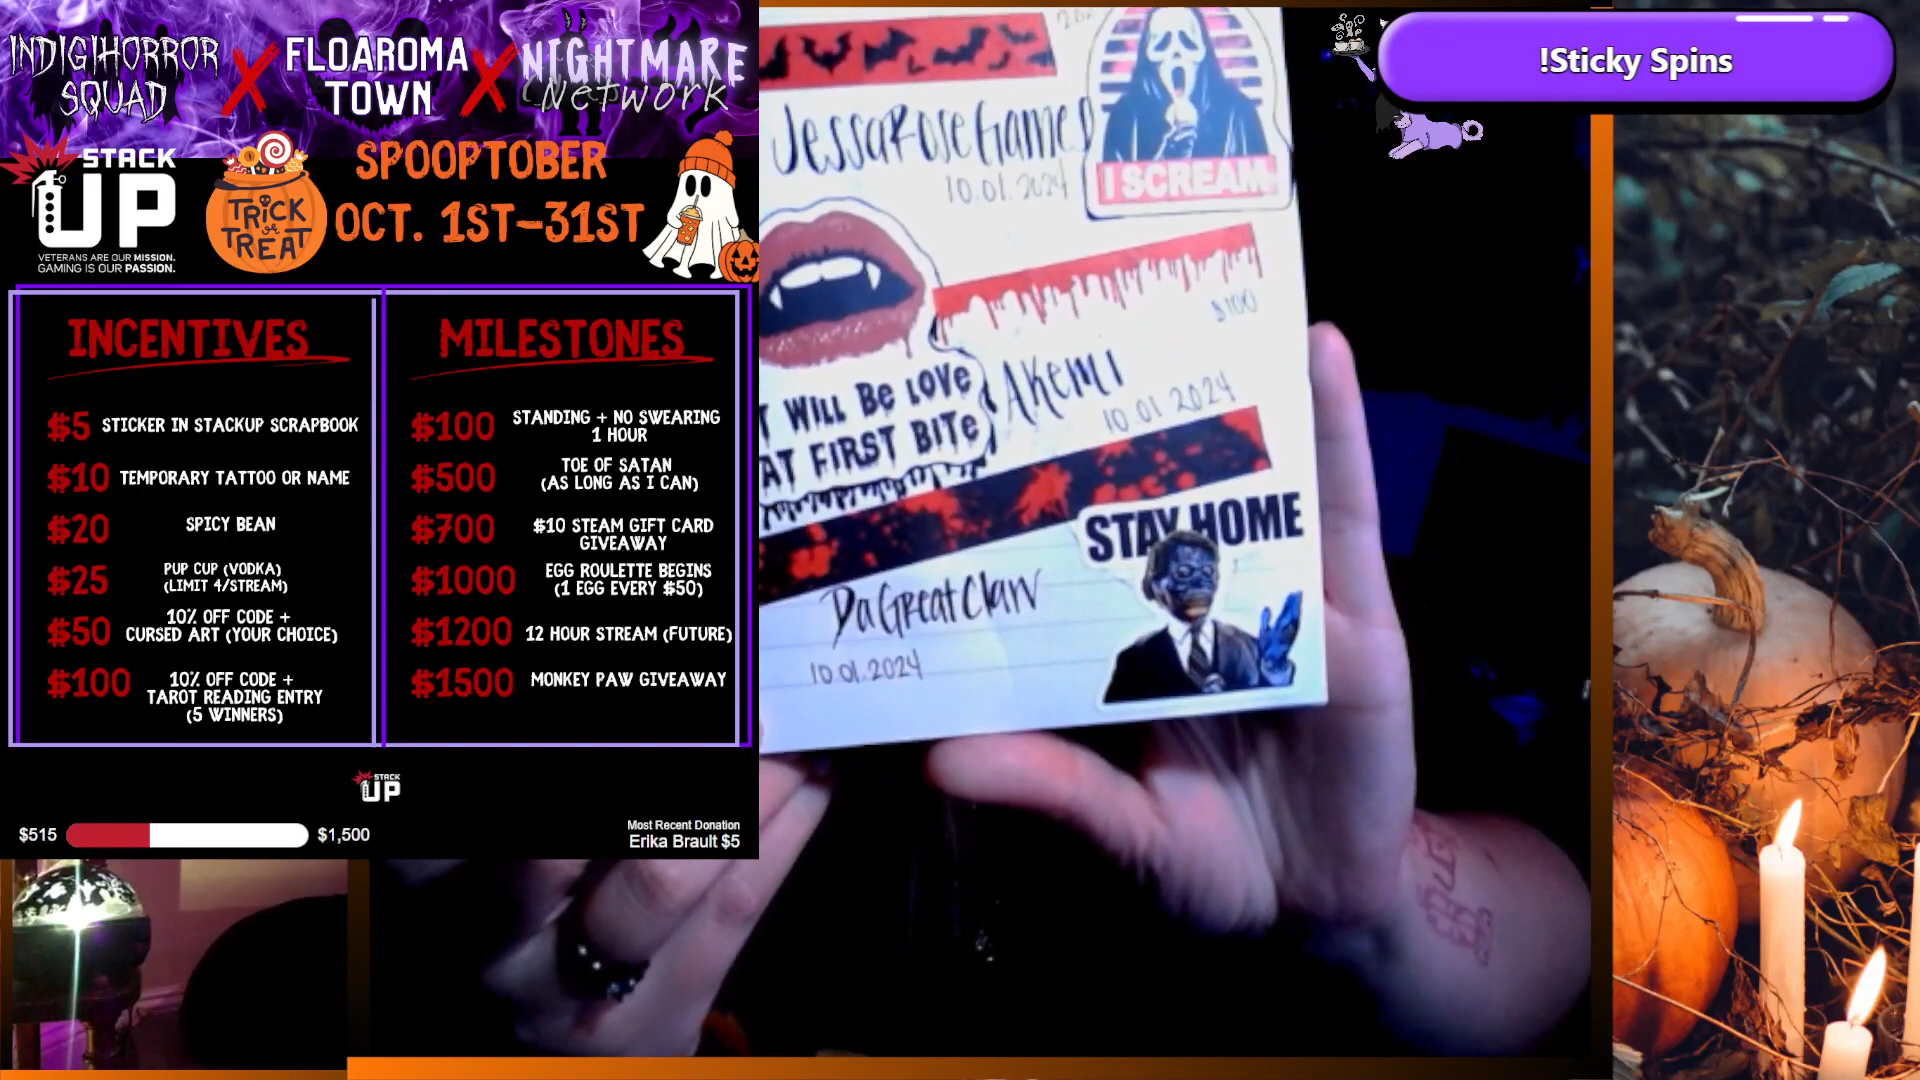 INDIGIHORROR
SQUAD
X
FLOAROMA
TOWN
X
NIGHTMARE
Network
STACK
UP
VETERANS ARE OUR MISSION.
GAMING IS OUR PASSION.
TRICK
or
TREAT
SPOOPTOBER
OCT. 1ST-31ST
INCENTIVES
$5 STICKER IN STACKUP SCRAPBOOK
$10 TEMPORARY TATTOO OR NAME
$20 SPICY BEAN
$25 PUP CUP (VODKA)
(LIMIT 4/STREAM)
$50 10% OFF CODE +
CURSED ART (YOUR CHOICE)
$100 10% OFF CODE +
TAROT READING ENTRY
(5 WINNERS)
MILESTONES
$100 STANDING + NO SWEARING
1 HOUR
$500 TOE OF SATAN
(AS LONG AS I CAN)
$700 $10 STEAM GIFT CARD
GIVEAWAY
$1000 EGG ROULETTE BEGINS
(1 EGG EVERY $50)
$1200 12 HOUR STREAM (FUTURE)
$1500 MONKEY PAW GIVEAWAY
STACK
UP
$515
$1,500
Most Recent Donation
Erika Brault $5
JessaRoseGames
10.01.2024
I SCREAM
$100
WILL BE LOVE
AT FIRST BITE
AKEMI
10.01.2024
STAY HOME
DaGreatClaw
10.01.2024
!Sticky Spins